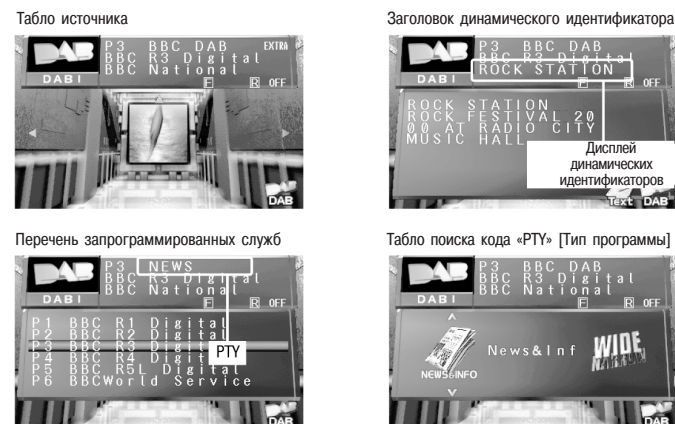 Табло источника
DAB
DAB I
P3 BBC DAB EXTRA
BBC R3 Digital
BBC National
F R OFF
DAB
Заголовок динамического идентификатора
DAB
DAB I
P3 BBC DAB
BBC R3 Digital
ROCK STATION
F R OFF
ROCK STATION
ROCK FESTIVAL 20
00 AT RADIO CITY
MUSIC HALL
Дисплей
динамических
идентификаторов
Text DAB
Перечень запрограммированных служб
DAB
DAB I
P3 NEWS
BBC R3 Digital
BBC National
F R OFF
P1 BBC R1 Digital
P2 BBC R2 Digital
P3 BBC R3 Digital
P4 BBC R4 Digit
P5 BBC R5L Digital
P6 BBCWorld Service
PTY
DAB
Табло поиска кода «PTY» [Тип программы]
DAB
DAB I
P3 BBC DAB
BBC R3 Digital
BBC National
F R OFF
NEWS&INFO
News&Inf
WIDE
NARROW
DAB